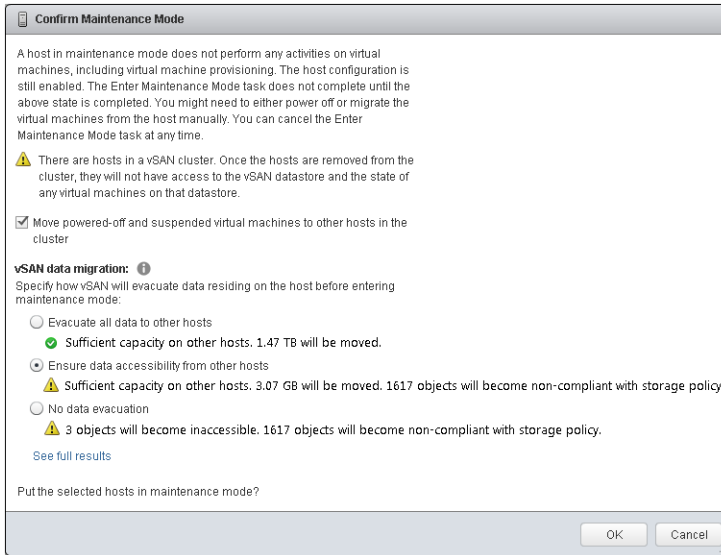 Confirm Maintenance Mode
A host in maintenance mode does not perform any activities on virtual
machines, including virtual machine provisioning. The host configuration is
still enabled. The Enter Maintenance Mode task does not complete until the
above state is completed. You might need to either power off or migrate the
virtual machines from the host manually. You can cancel the Enter
Maintenance Mode task at any time.
There are hosts in a vSAN cluster. Once the hosts are removed from the
cluster, they will not have access to the vSAN datastore and the state of
any virtual machines on that datastore.
Move powered-off and suspended virtual machines to other hosts in the
cluster
vSAN data migration:
Specify how vSAN will evacuate data residing on the host before entering
maintenance mode:
Evacuate all data to other hosts
Sufficient capacity on other hosts. 1.47 TB will be moved.
Ensure data accessibility from other hosts
Sufficient capacity on other hosts. 3.07 GB will be moved. 1617 objects will become non-compliant with storage policy
No data evacuation
3 objects will become inaccessible. 1617 objects will become non-compliant with storage policy.
See full results
Put the selected hosts in maintenance mode?
OK Cancel